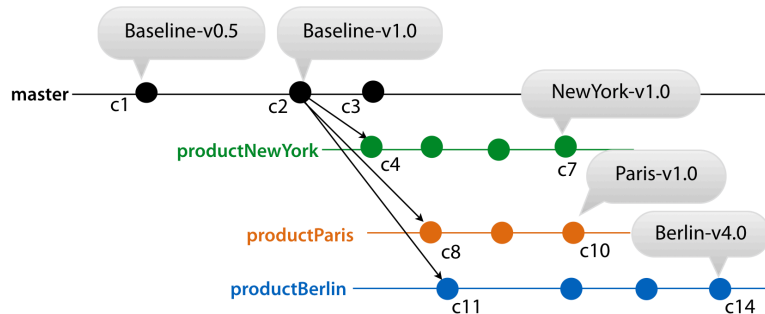 Baseline-v0.5
Baseline-v1.0
master
c1
c2
c3
NewYork-v1.0
productNewYork
c4
c7
Paris-v1.0
productParis
c8
c10
Berlin-v4.0
productBerlin
c11
c14